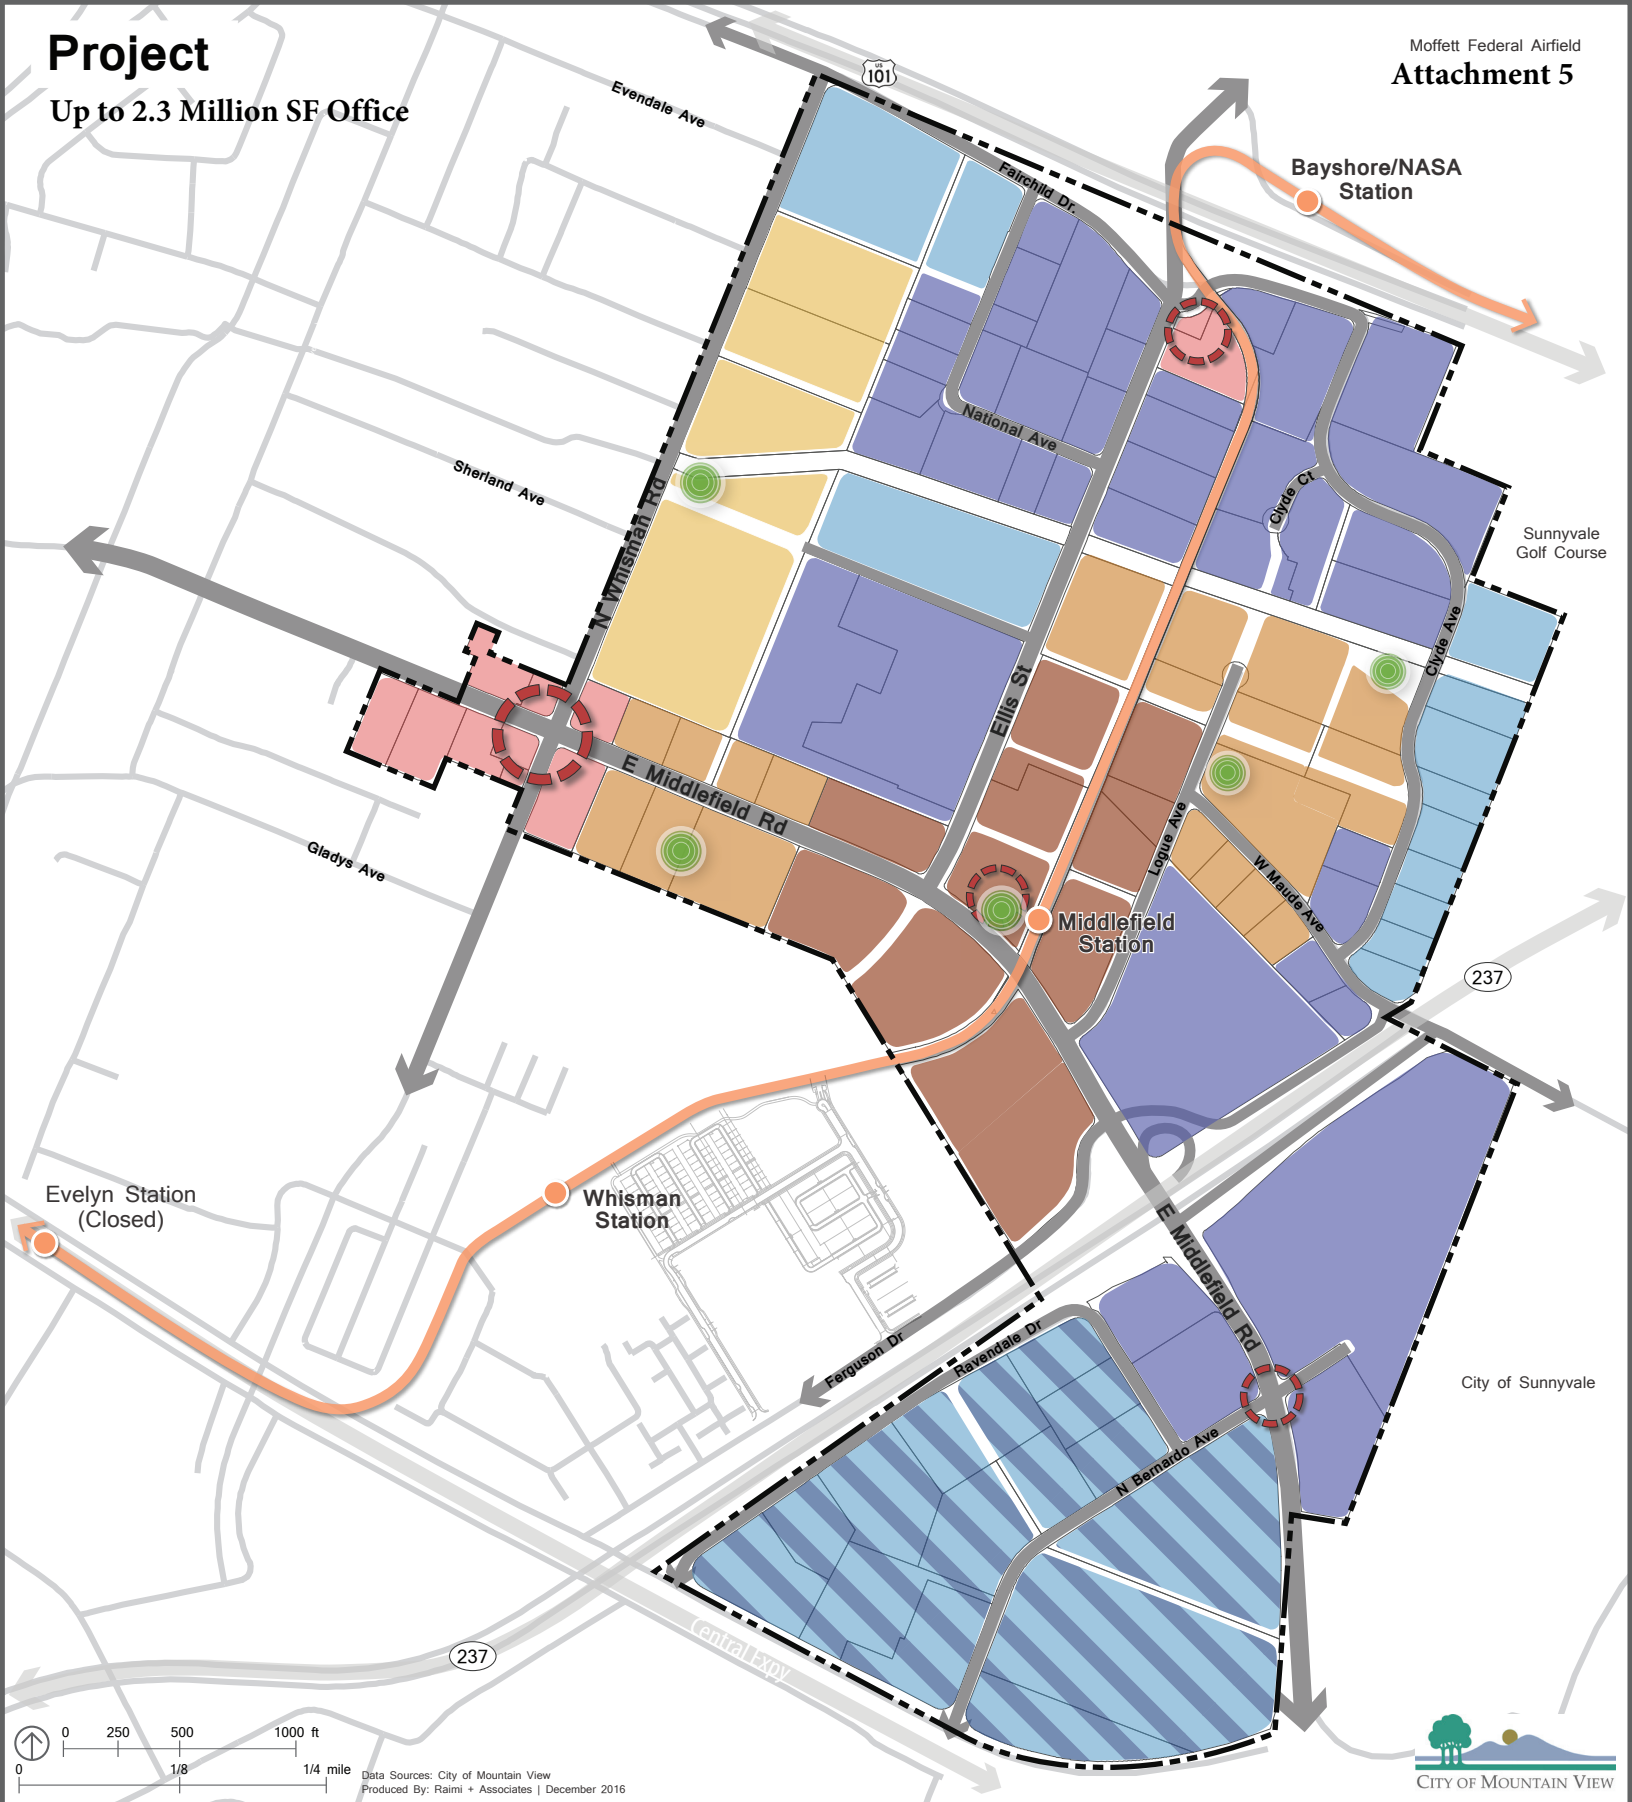 Project
Up to 2.3 Million SF Office
Moffett Federal Airfield
Attachment 5
US
101
Evendale Ave
Fairchild Dr.
Bayshore/NASA
Station
National Ave
Sherland Ave
N Whisman Rd
Clyde Ct
Sunnyvale
Golf Course
Clyde Ave
Ellis St
E Middlefield Rd
Logue Ave
Gladys Ave
W Maude Ave
Middlefield
Station
237
Evelyn Station
(Closed)
Whisman
Station
E Middlefield Rd
Ferguson Dr
Ravendale Dr
City of Sunnyvale
N Bernardo Ave
Central Expy
237
0 250 500 1000 ft
0 1/8 1/4 mile
Data Sources: City of Mountain View
Produced By: Raimi + Associates | December 2016
CITY OF MOUNTAIN VIEW